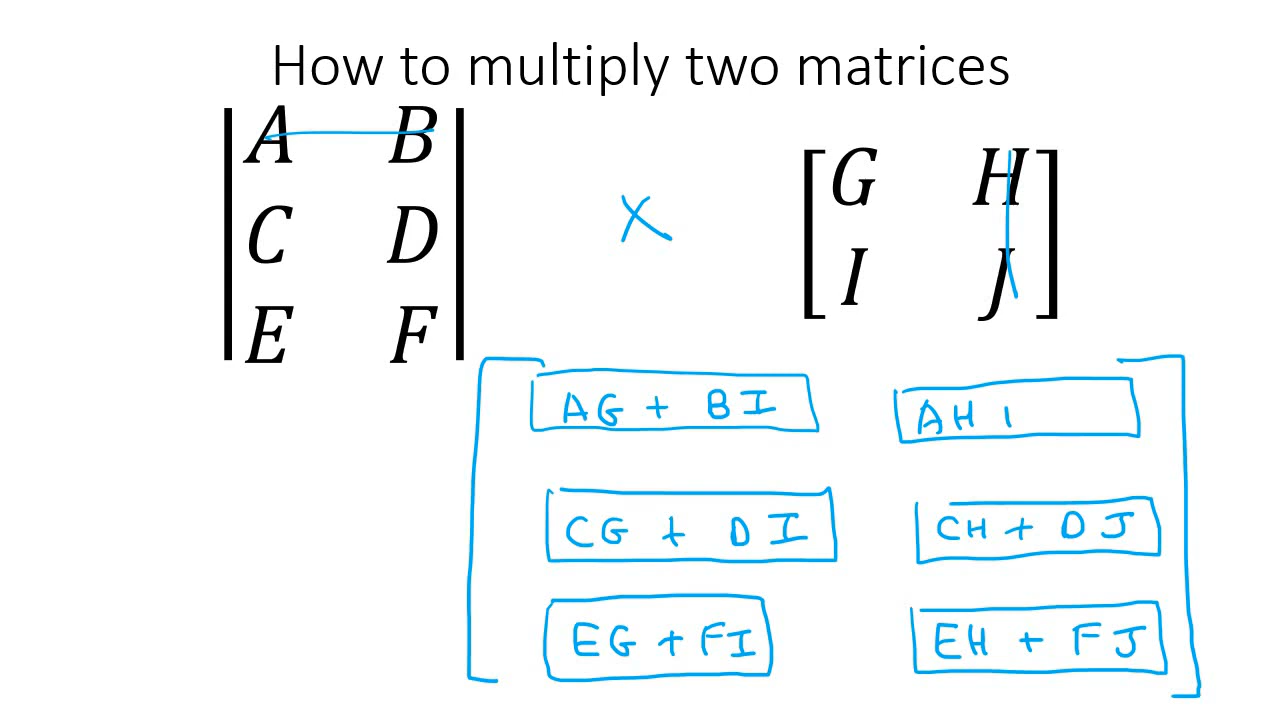 How to multiply two matrices
A B
C D
E F
×
G H
I J
AG + BI AH I
CG + DI CH + DJ
EG + FI EH + FJ